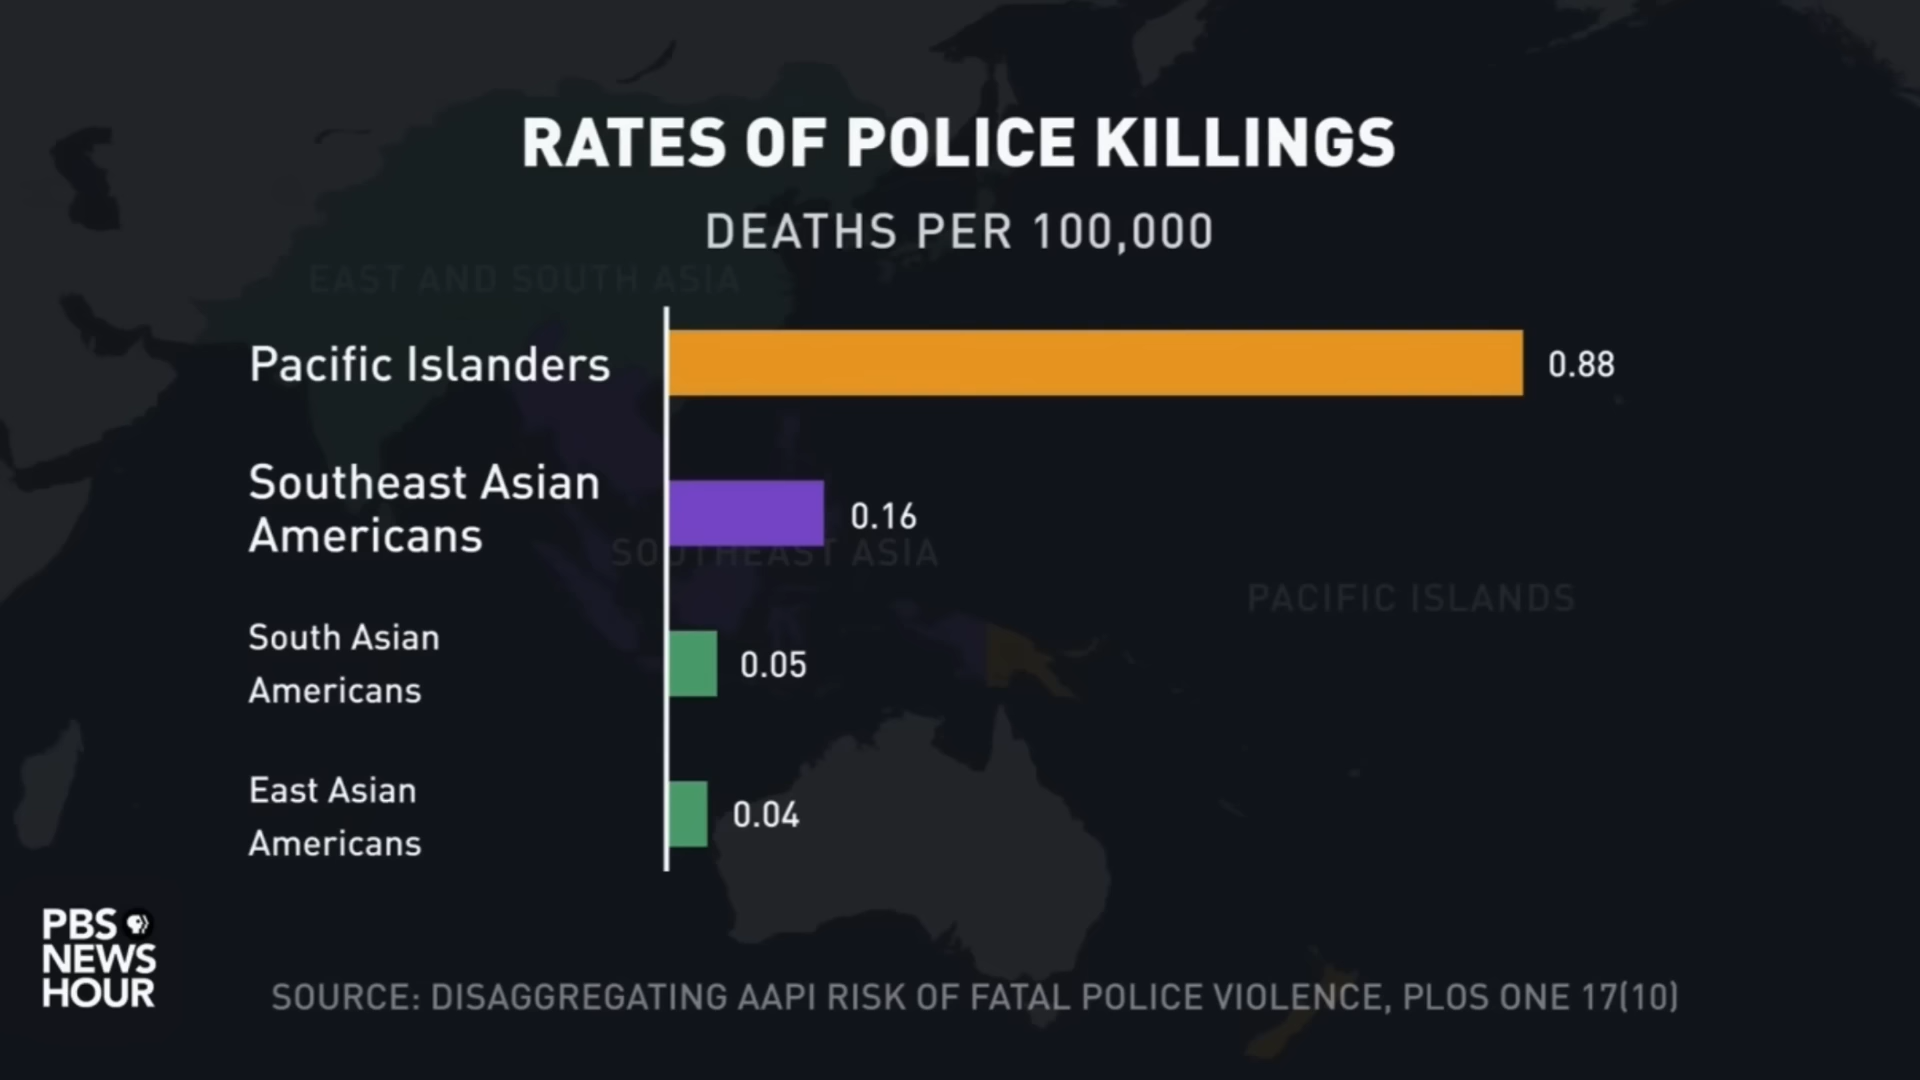 RATES OF POLICE KILLINGS
DEATHS PER 100,000
EAST AND SOUTH ASIA
Pacific Islanders
0.88
Southeast Asian
Americans
0.16
SOUTHEAST ASIA
PACIFIC ISLANDS
South Asian
Americans
0.05
East Asian
Americans
0.04
PBS
NEWS
HOUR
SOURCE: DISAGGREGATING AAPI RISK OF FATAL POLICE VIOLENCE, PLOS ONE 17(10)